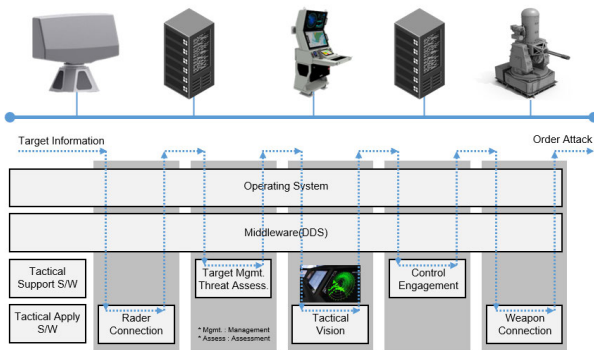 Target Information
Order Attack
Operating System
Middleware(DDS)
Tactical
Support S/W
Target Mgmt.
Threat Assess.
Control
Engagement
Tactical Apply
S/W
Rader
Connection
* Mgmt. : Management
* Assess : Assessment
Tactical
Vision
Weapon
Connection